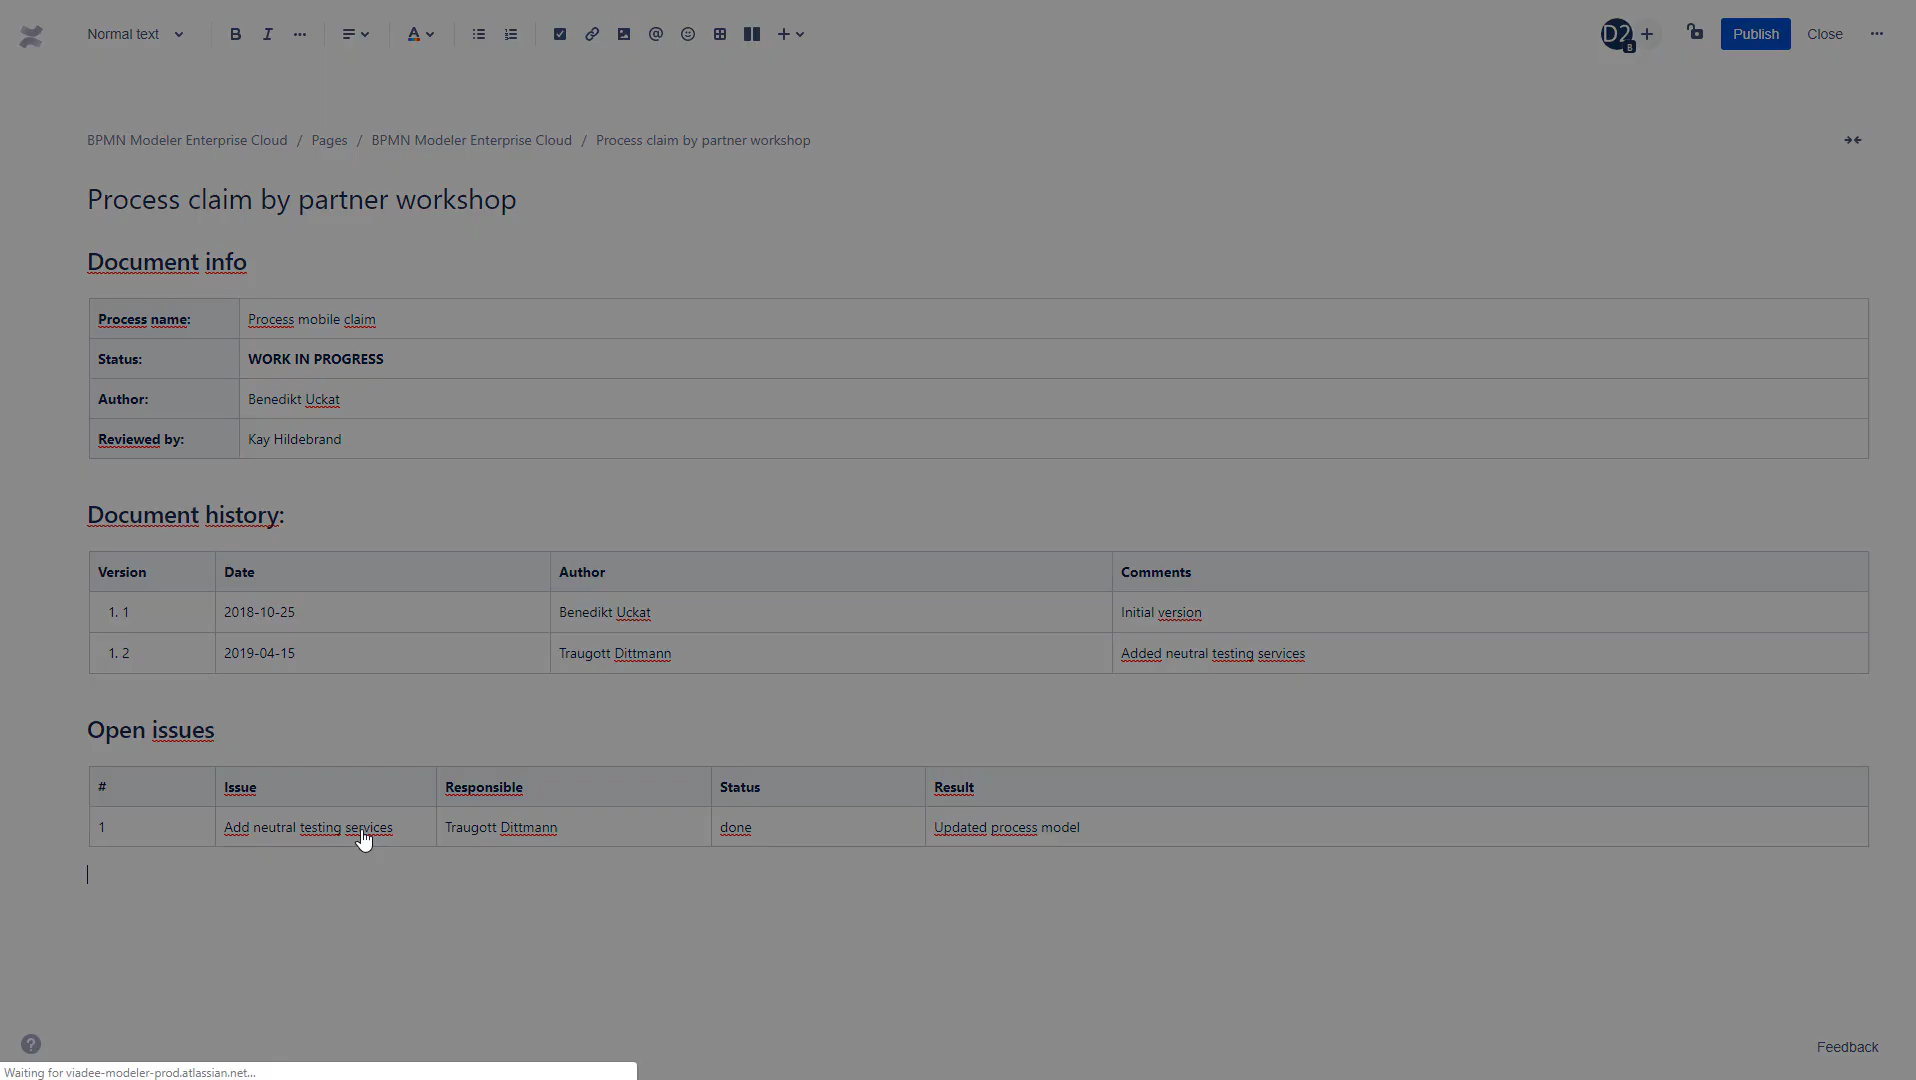 Normal text B I A Publish Close
D2 B
BPMN Modeler Enterprise Cloud / Pages / BPMN Modeler Enterprise Cloud / Process claim by partner workshop
Process claim by partner workshop
Document info
Process name: Process mobile claim
Status: WORK IN PROGRESS
Author: Benedikt Uckat
Reviewed by: Kay Hildebrand
Document history:
Version Date Author Comments
1. 1 2018-10-25 Benedikt Uckat Initial version
1. 2 2019-04-15 Traugott Dittmann Added neutral testing services
Open issues
# Issue Responsible Status Result
1 Add neutral testing services Traugott Dittmann done Updated process model
Feedback
Waiting for viadee-modeler-prod.atlassian.net...